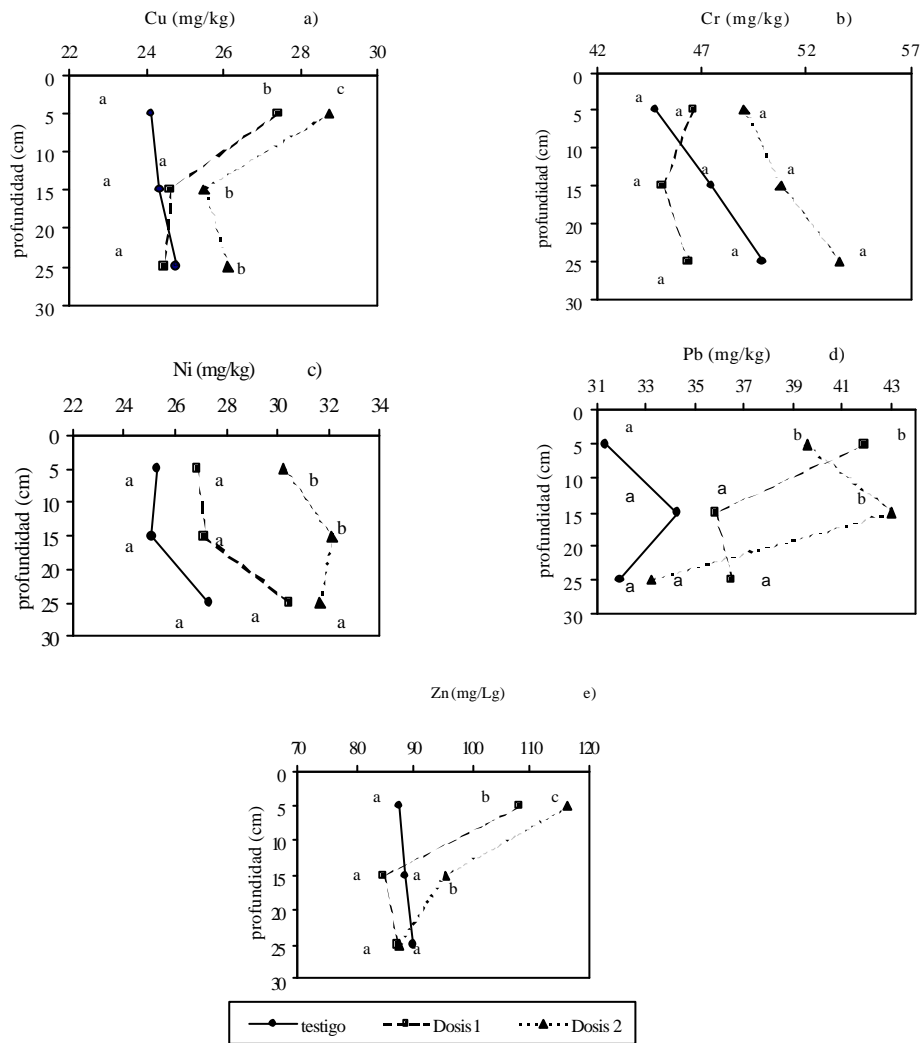 Cu (mg/kg) a)
22 24 26 28 30
0
5
10
15
20
25
30
profundidad (cm)
a b c
a a b
a b
Cr (mg/kg) b)
42 47 52 57
0
5
10
15
20
25
30
profundidad (cm)
a a a
a a a
a a a
Ni (mg/kg) c)
22 24 26 28 30 32 34
0
5
10
15
20
25
30
profundidad (cm)
a a b
a a b
a a a
Pb (mg/kg) d)
31 33 35 37 39 41 43
0
5
10
15
20
25
30
profundidad (cm)
a b b
a a b
a a a
Zn (mg/Lg) e)
70 80 90 100 110 120
0
5
10
15
20
25
30
profundidad (cm)
a b c
a a b
a a
testigo Dosis 1 Dosis 2